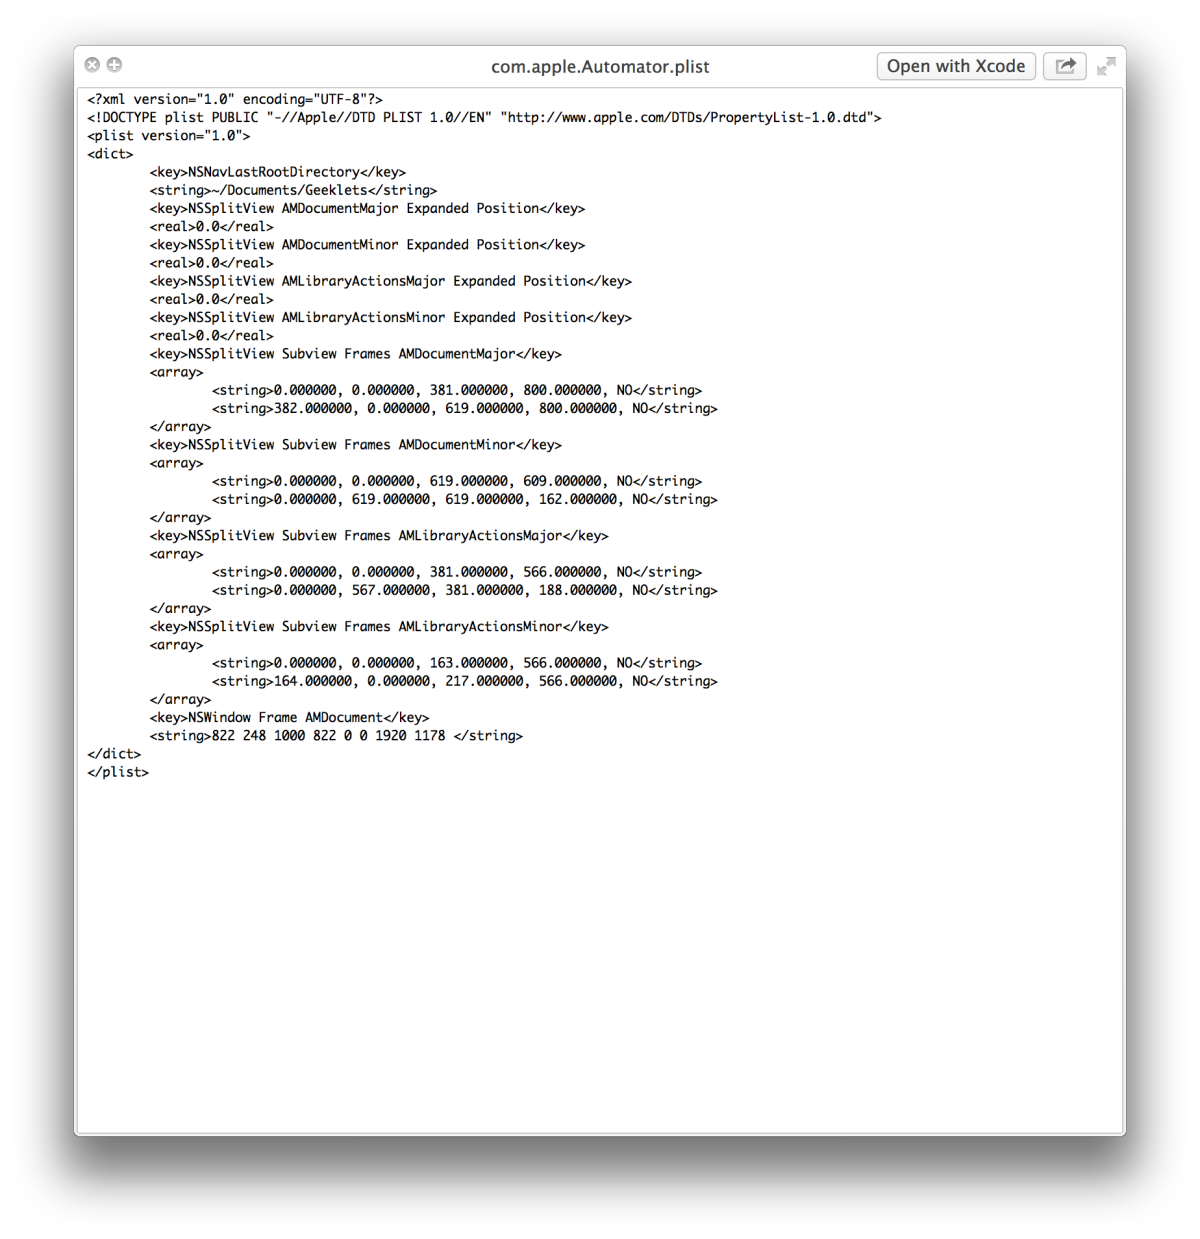 com.apple.Automator.plist
Open with Xcode
<?xml version="1.0" encoding="UTF-8"?>
<!DOCTYPE plist PUBLIC "-//Apple//DTD PLIST 1.0//EN" "http://www.apple.com/DTDs/PropertyList-1.0.dtd">
<plist version="1.0">
<dict>
	<key>NSNavLastRootDirectory</key>
	<string>~/Documents/Geeklets</string>
	<key>NSSplitView AMDocumentMajor Expanded Position</key>
	<real>0.0</real>
	<key>NSSplitView AMDocumentMinor Expanded Position</key>
	<real>0.0</real>
	<key>NSSplitView AMLibraryActionsMajor Expanded Position</key>
	<real>0.0</real>
	<key>NSSplitView AMLibraryActionsMinor Expanded Position</key>
	<real>0.0</real>
	<key>NSSplitView Subview Frames AMDocumentMajor</key>
	<array>
		<string>0.000000, 0.000000, 381.000000, 800.000000, NO</string>
		<string>382.000000, 0.000000, 619.000000, 800.000000, NO</string>
	</array>
	<key>NSSplitView Subview Frames AMDocumentMinor</key>
	<array>
		<string>0.000000, 0.000000, 619.000000, 609.000000, NO</string>
		<string>0.000000, 619.000000, 619.000000, 162.000000, NO</string>
	</array>
	<key>NSSplitView Subview Frames AMLibraryActionsMajor</key>
	<array>
		<string>0.000000, 0.000000, 381.000000, 566.000000, NO</string>
		<string>0.000000, 567.000000, 381.000000, 188.000000, NO</string>
	</array>
	<key>NSSplitView Subview Frames AMLibraryActionsMinor</key>
	<array>
		<string>0.000000, 0.000000, 163.000000, 566.000000, NO</string>
		<string>164.000000, 0.000000, 217.000000, 566.000000, NO</string>
	</array>
	<key>NSWindow Frame AMDocument</key>
	<string>822 248 1000 822 0 0 1920 1178 </string>
</dict>
</plist>